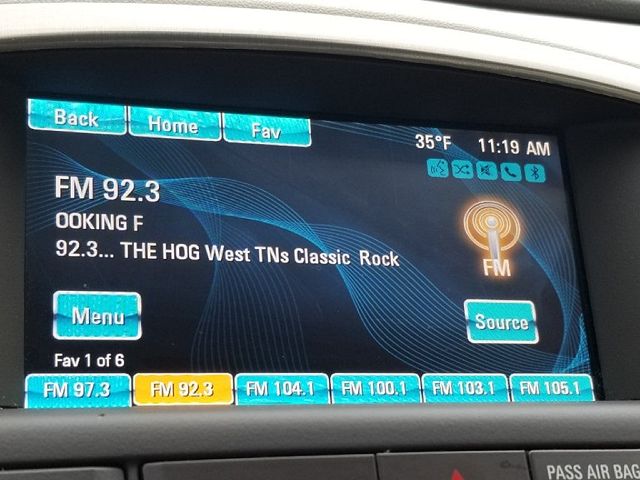 Back Home Fav
35°F 11:19 AM
FM 92.3
OOKING F
92.3... THE HOG West TNs Classic Rock
FM
Menu
Source
Fav 1 of 6
FM 97.3 FM 92.3 FM 104.1 FM 100.1 FM 103.1 FM 105.1
PASS AIR BAG